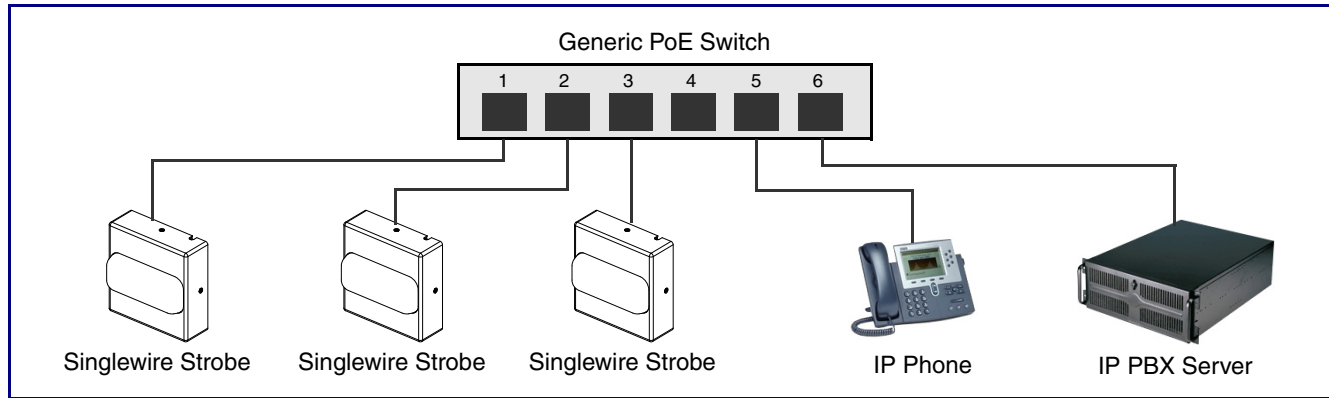 Generic PoE Switch
1 2 3 4 5 6
Singlewire Strobe Singlewire Strobe Singlewire Strobe IP Phone IP PBX Server